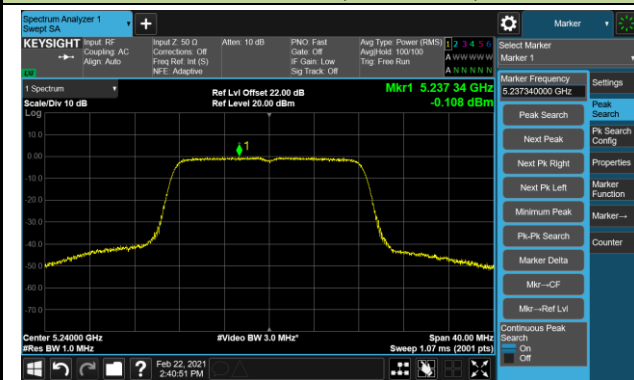 Spectrum Analyzer 1
Swept SA
Marker
KEYSIGHT
Input: RF
Coupling: AC
Align: Auto
Input Z: 50 Ω
Corrections: Off
Freq Ref: Int (S)
NFE: Adaptive
Atten: 10 dB
PNO: Fast
Gate: Off
IF Gain: Low
Sig Track: Off
Avg Type: Power (RMS)
Avg|Hold: 100/100
Trig: Free Run
1 2 3 4 5 6
A W W W W W
A N N N N N
Select Marker
Marker 1
1 Spectrum
Scale/Div 10 dB
Log
Ref Lvl Offset 22.00 dB
Ref Level 20.00 dBm
Mkr1 5.237 34 GHz
-0.108 dBm
10.0
0.00
-10.0
-20.0
-30.0
-40.0
-50.0
-60.0
-70.0
1
Center 5.24000 GHz
#Res BW 1.0 MHz
#Video BW 3.0 MHz*
Span 40.00 MHz
Sweep 1.07 ms (2001 pts)
Marker Frequency
5.237340000 GHz
Peak Search
Next Peak
Next Pk Right
Next Pk Left
Minimum Peak
Pk-Pk Search
Marker Delta
Mkr→CF
Mkr→Ref Lvl
Continuous Peak
Search
On
Off
Settings
Peak
Search
Pk Search
Config
Properties
Marker
Function
Marker→
Counter
Feb 22, 2021
2:40:51 PM